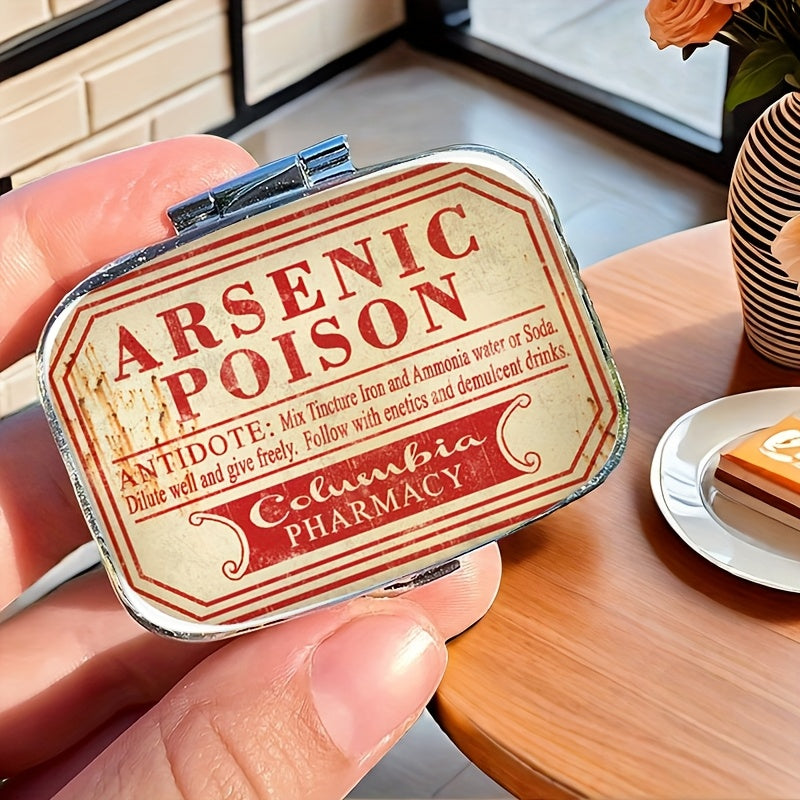 ARSENIC
POISON
ANTIDOTE: Mix Tincture Iron and Ammonia water or Soda.
Dilute well and give freely. Follow with enetics and demulcent drinks.
Columbia
PHARMACY